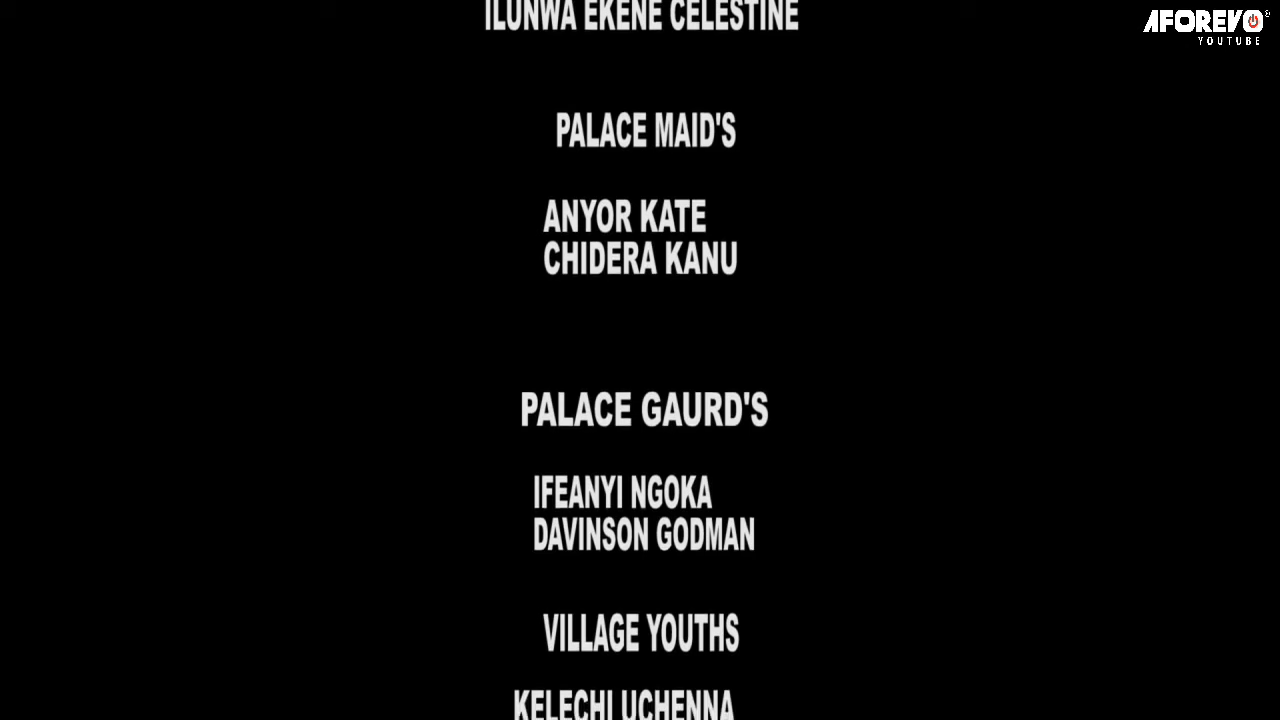 ILUNWA EKENE CELESTINE
AFOREVO
YOUTUBE
PALACE MAID'S
ANYOR KATE
CHIDERA KANU
PALACE GAURD'S
IFEANYI NGOKA
DAVINSON GODMAN
VILLAGE YOUTHS
KELECHI UCHENNA